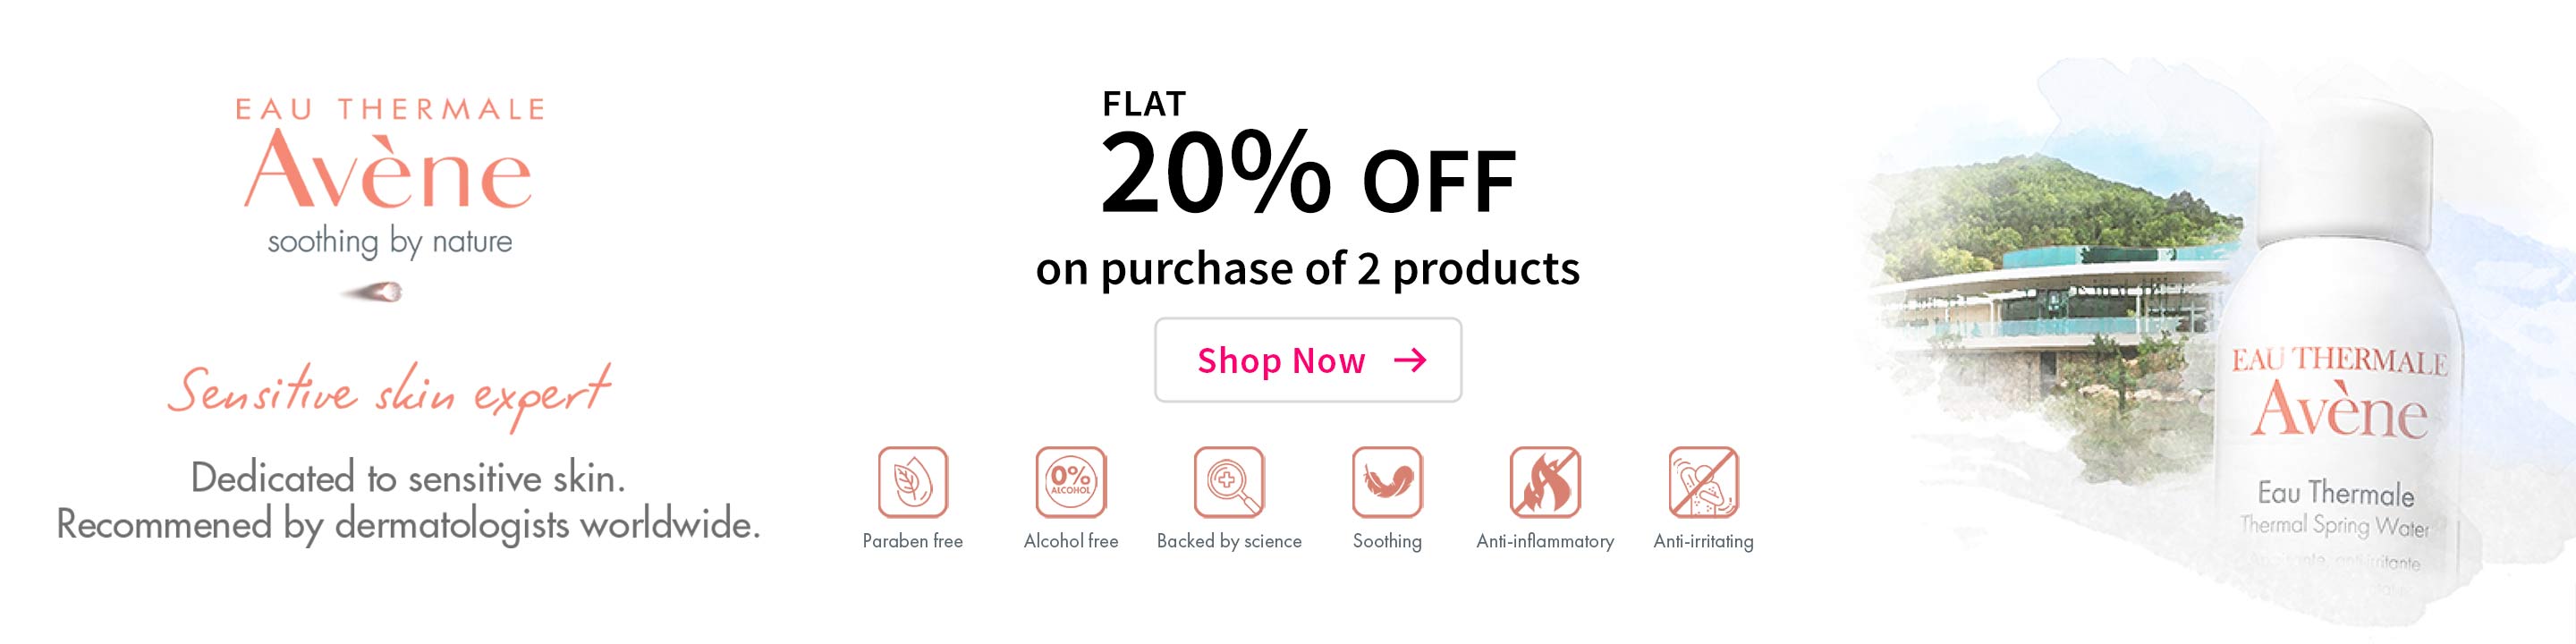 EAU THERMALE
Avène
soothing by nature
Sensitive skin expert
Dedicated to sensitive skin.
Recommened by dermatologists worldwide.
FLAT
20% OFF
on purchase of 2 products
Shop Now
0%
ALCOHOL
Paraben free
Alcohol free
Backed by science
Soothing
Anti-inflammatory
Anti-irritating
EAU THERMALE
Avène
Eau Thermale
Thermal Spring Water